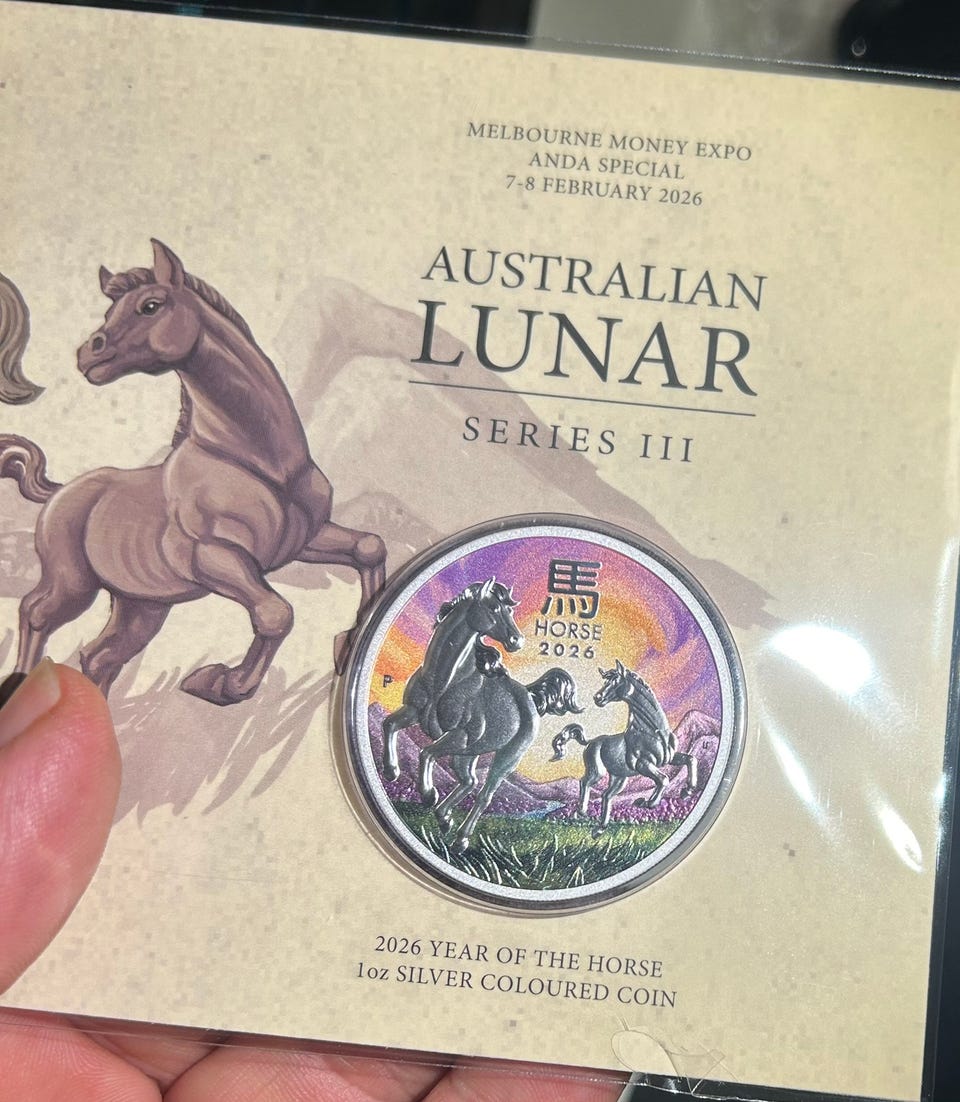 MELBOURNE MONEY EXPO
ANDA SPECIAL
7-8 FEBRUARY 2026
AUSTRALIAN
LUNAR
SERIES III
馬
HORSE
2026
P
2026 YEAR OF THE HORSE
1oz SILVER COLOURED COIN